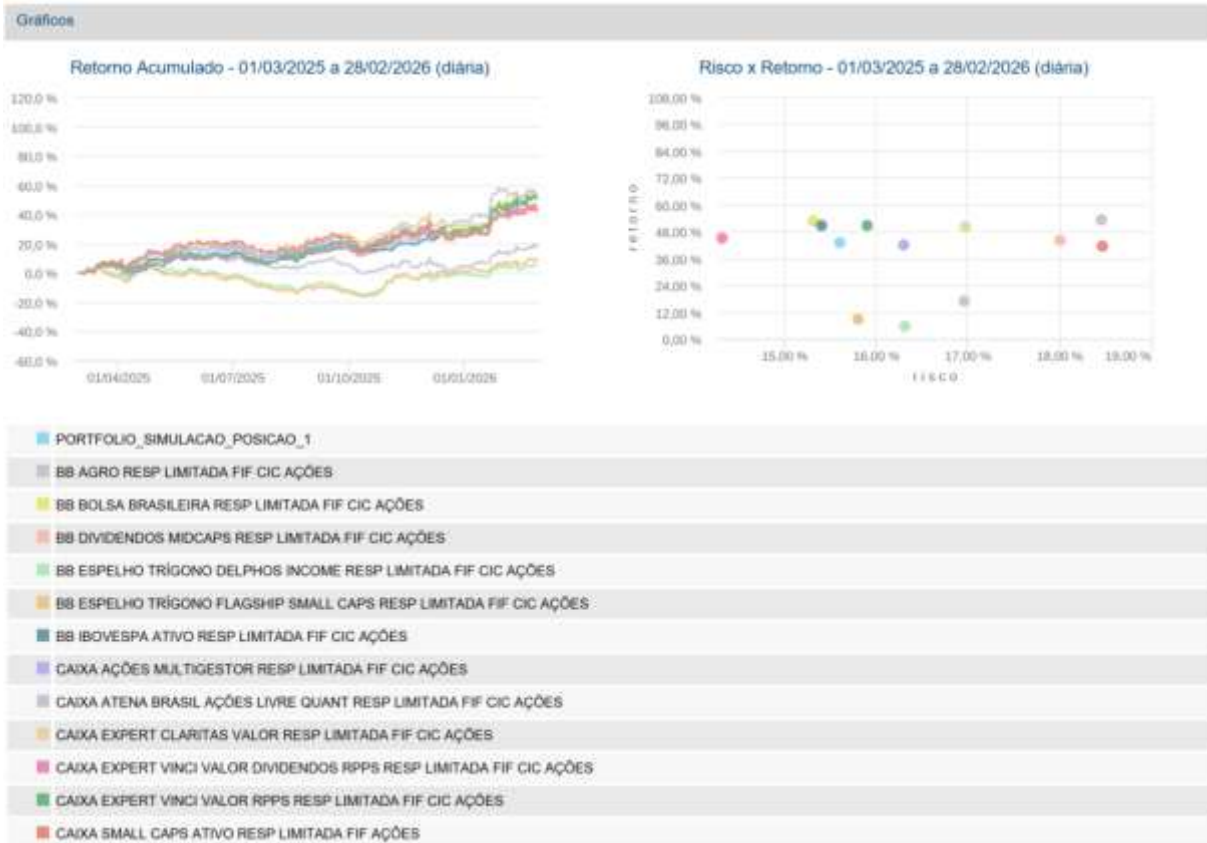 Gráficos
Retorno Acumulado - 01/03/2025 a 28/02/2026 (diária)
120,0 %
100,0 %
80,0 %
60,0 %
40,0 %
20,0 %
0,0 %
-20,0 %
-40,0 %
-60,0 %
01/04/2025 01/07/2025 01/10/2025 01/01/2026
Risco x Retorno - 01/03/2025 a 28/02/2026 (diária)
retorno
108,00 %
96,00 %
84,00 %
72,00 %
60,00 %
48,00 %
36,00 %
24,00 %
12,00 %
0,00 %
15,00 % 16,00 % 17,00 % 18,00 % 19,00 %
risco
PORTFOLIO_SIMULACAO_POSICAO_1
BB AGRO RESP LIMITADA FIF CIC AÇÕES
BB BOLSA BRASILEIRA RESP LIMITADA FIF CIC AÇÕES
BB DIVIDENDOS MIDCAPS RESP LIMITADA FIF CIC AÇÕES
BB ESPELHO TRÍGONO DELPHOS INCOME RESP LIMITADA FIF CIC AÇÕES
BB ESPELHO TRÍGONO FLAGSHIP SMALL CAPS RESP LIMITADA FIF CIC AÇÕES
BB IBOVESPA ATIVO RESP LIMITADA FIF CIC AÇÕES
CAIXA AÇÕES MULTIGESTOR RESP LIMITADA FIF CIC AÇÕES
CAIXA ATENA BRASIL AÇÕES LIVRE QUANT RESP LIMITADA FIF CIC AÇÕES
CAIXA EXPERT CLARITAS VALOR RESP LIMITADA FIF CIC AÇÕES
CAIXA EXPERT VINCI VALOR DIVIDENDOS RPPS RESP LIMITADA FIF CIC AÇÕES
CAIXA EXPERT VINCI VALOR RPPS RESP LIMITADA FIF CIC AÇÕES
CAIXA SMALL CAPS ATIVO RESP LIMITADA FIF AÇÕES